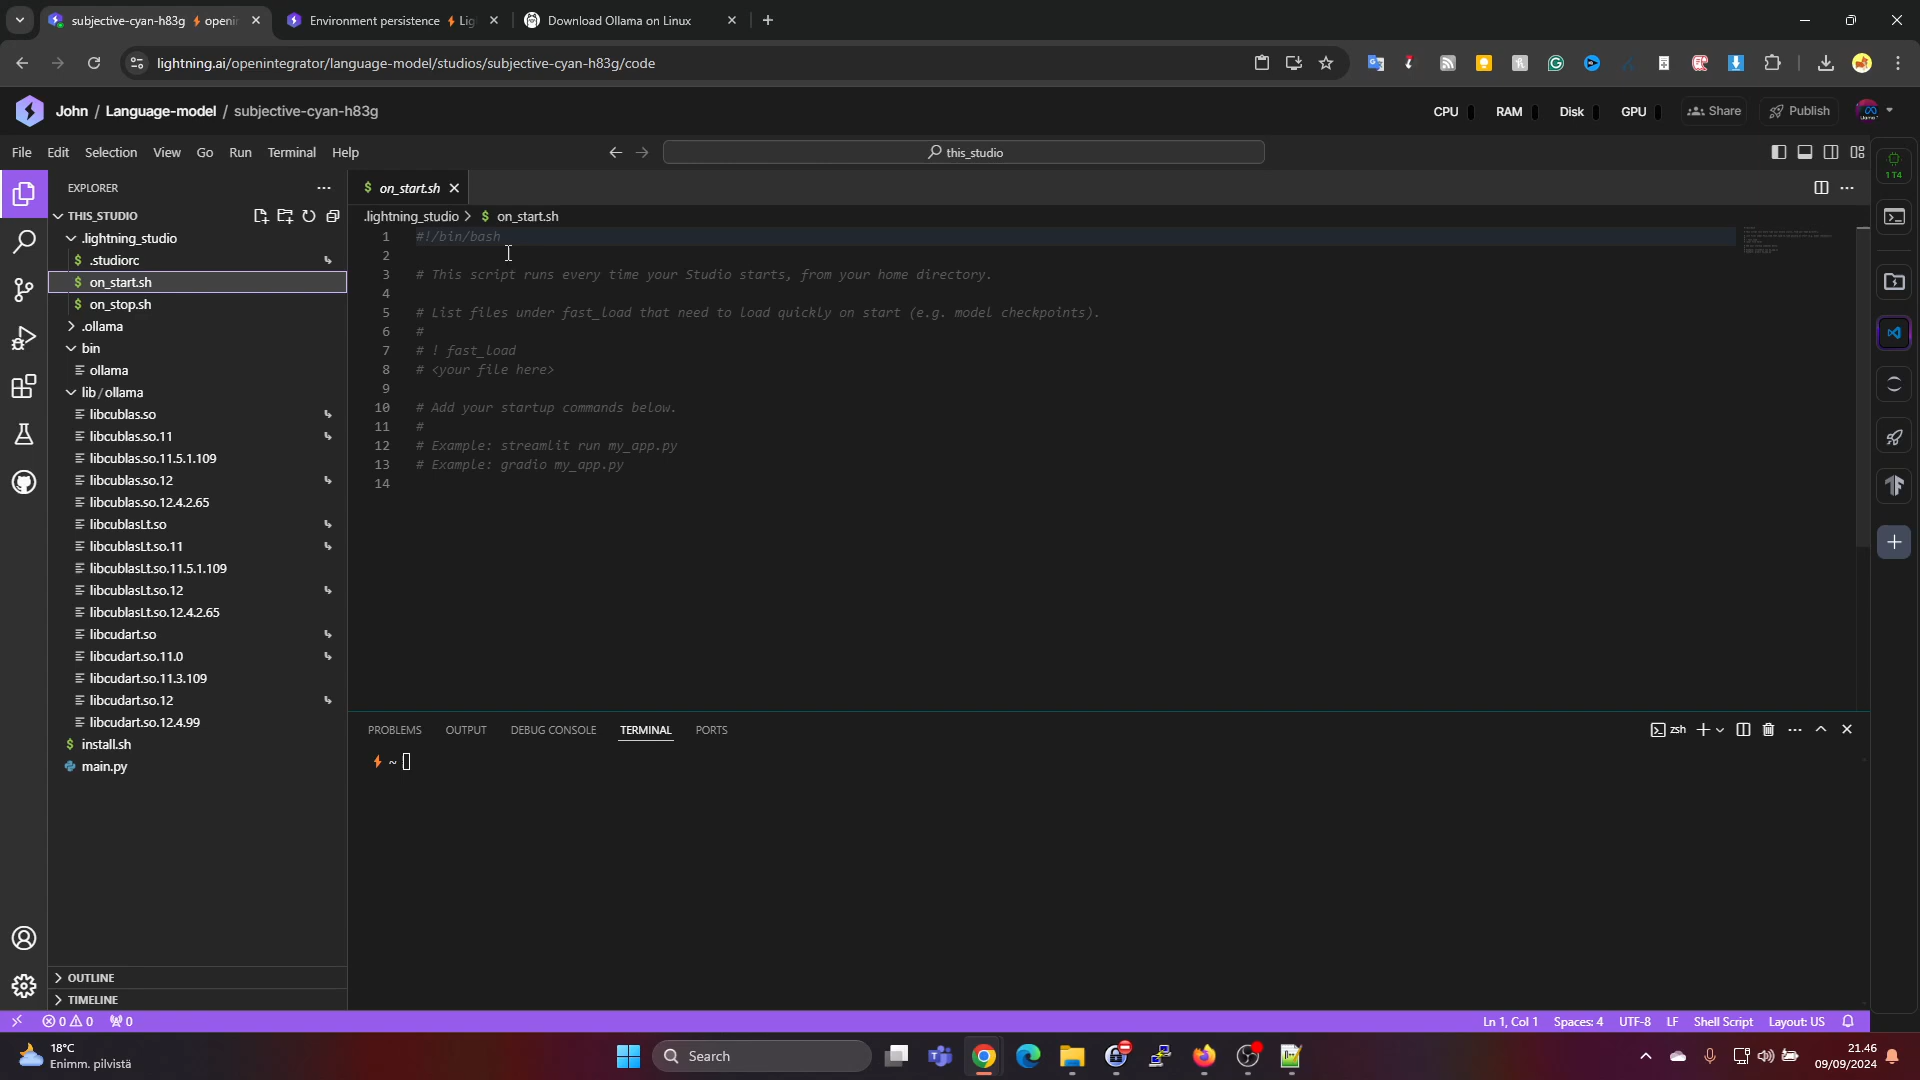 subjective-cyan-h83g ⚡ openin
Environment persistence ⚡ Lig
Download Ollama on Linux
lightning.ai/openintegrator/language-model/studios/subjective-cyan-h83g/code
John / Language-model / subjective-cyan-h83g
CPU RAM Disk GPU Share Publish
File Edit Selection View Go Run Terminal Help
this_studio
1 T4
EXPLORER
on_start.sh
THIS_STUDIO
.lightning_studio > $ on_start.sh
.lightning_studio
$ .studiorc
$ on_start.sh
$ on_stop.sh
.ollama
bin
ollama
lib / ollama
libcublas.so
libcublas.so.11
libcublas.so.11.5.1.109
libcublas.so.12
libcublas.so.12.4.2.65
libcublasLt.so
libcublasLt.so.11
libcublasLt.so.11.5.1.109
libcublasLt.so.12
libcublasLt.so.12.4.2.65
libcudart.so
libcudart.so.11.0
libcudart.so.11.3.109
libcudart.so.12
libcudart.so.12.4.99
$ install.sh
main.py
OUTLINE
TIMELINE
1 #!/bin/bash
2
3 # This script runs every time your Studio starts, from your home directory.
4
5 # List files under fast_load that need to load quickly on start (e.g. model checkpoints).
6 #
7 # ! fast_load
8 # <your file here>
9
10 # Add your startup commands below.
11 #
12 # Example: streamlit run my_app.py
13 # Example: gradio my_app.py
14
PROBLEMS OUTPUT DEBUG CONSOLE TERMINAL PORTS
zsh
⚡ ~
0 0 0
Ln 1, Col 1 Spaces: 4 UTF-8 LF Shell Script Layout: US
18°C
Enimm. pilvistä
Search
21.46
09/09/2024